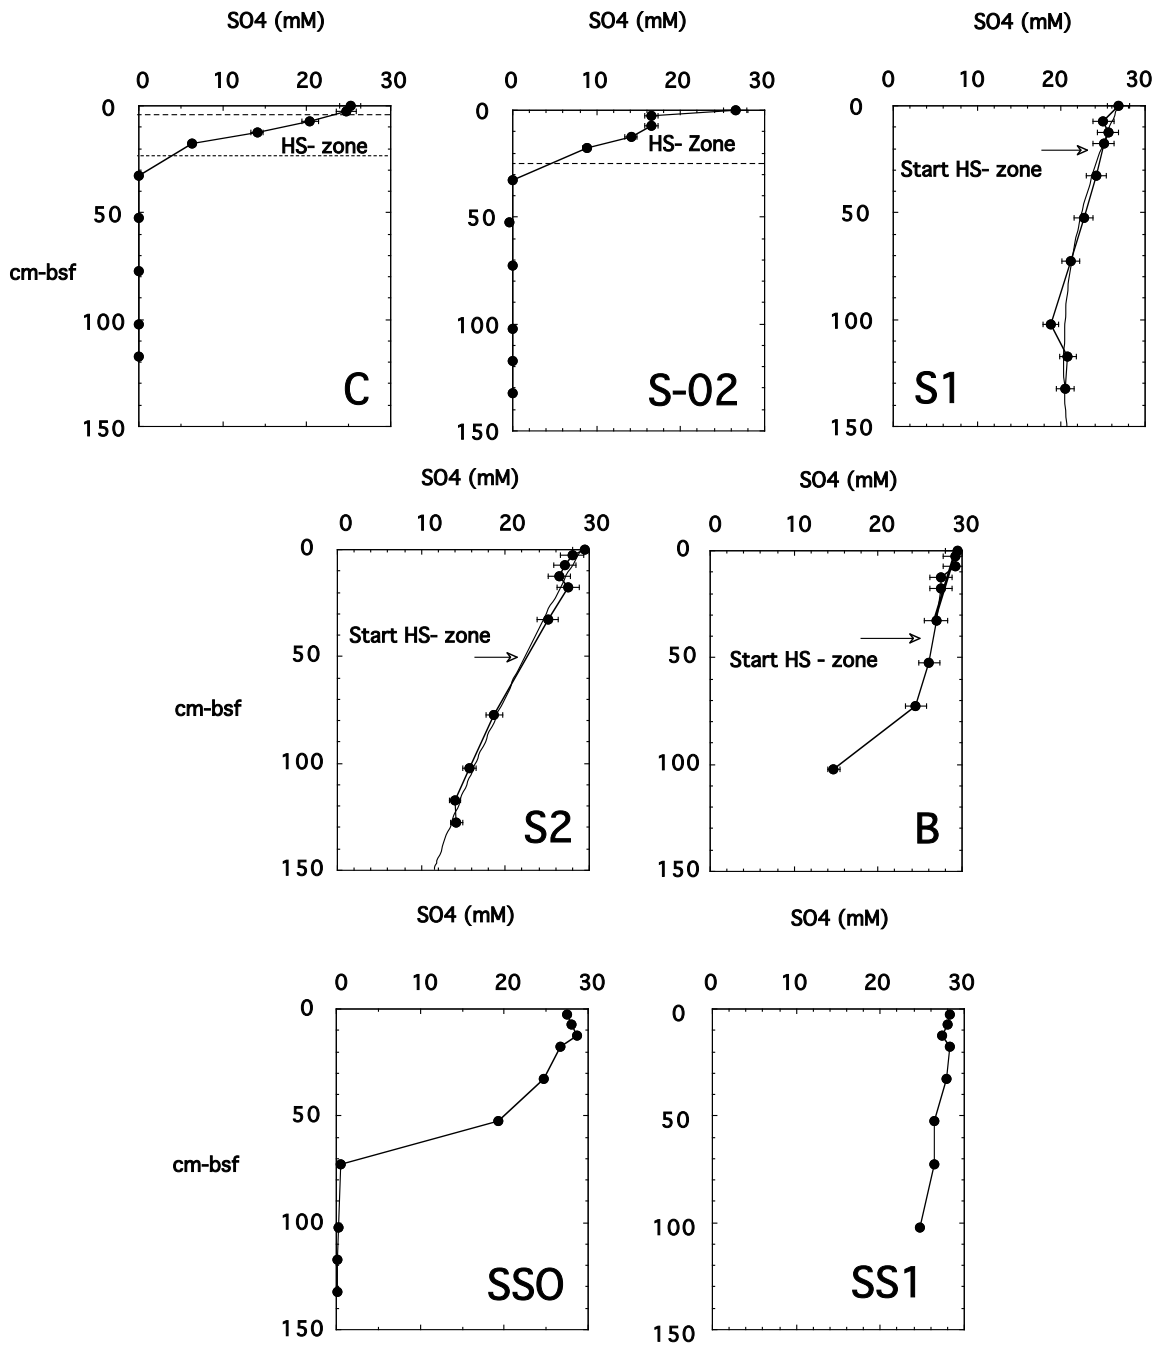 SO4 (mM) SO4 (mM) SO4 (mM)
0 10 20 30 0 10 20 30 0 10 20 30
0 0 0
HS- zone HS- Zone Start HS- zone
50 50 50
cm-bsf
100 100 100
C S-02 S1
150 150 150
SO4 (mM) SO4 (mM)
0 10 20 30 0 10 20 30
0 0
Start HS- zone Start HS - zone
50 50
cm-bsf
100 100
S2 B
150 150
SO4 (mM) SO4 (mM)
0 10 20 30 0 10 20 30
0 0
50 50
cm-bsf
100 100
SSO SS1
150 150